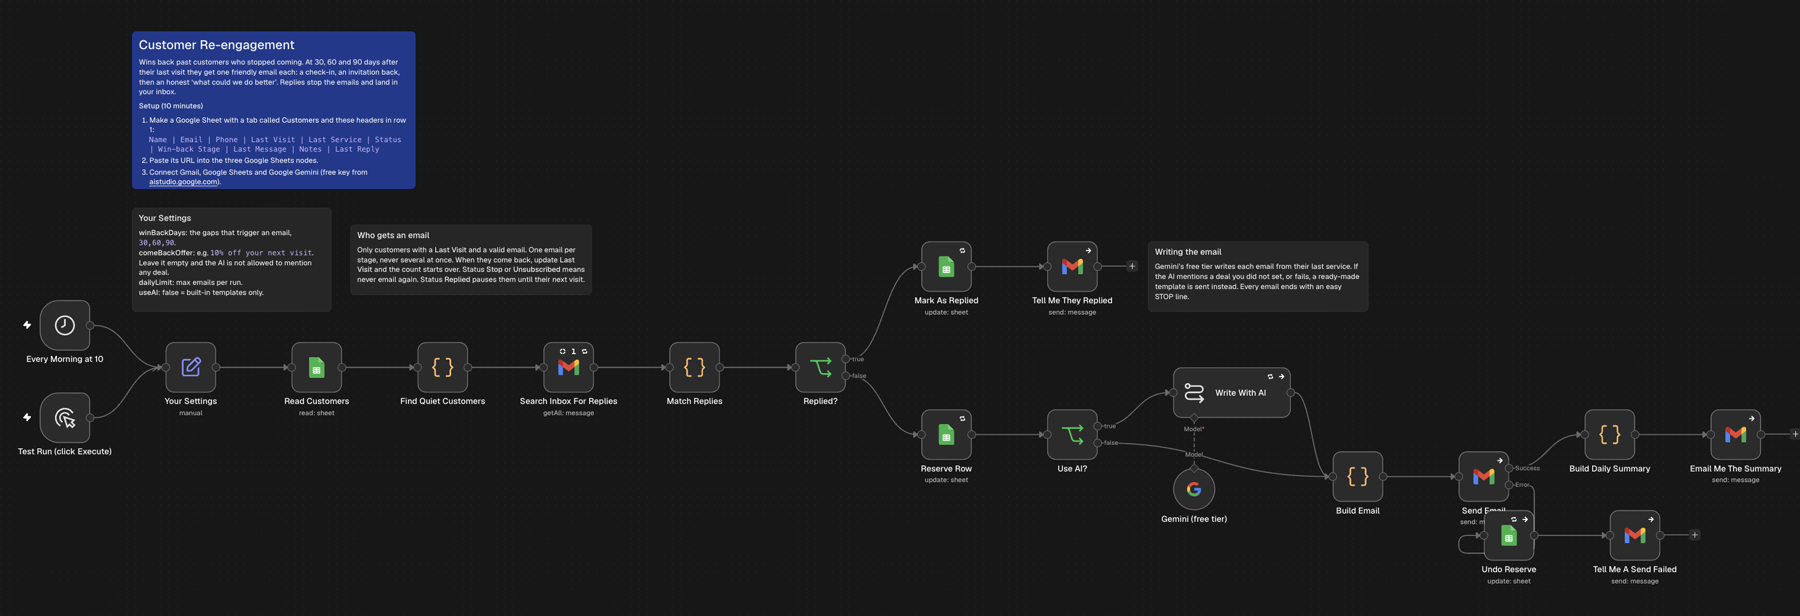 Customer Re-engagement
Wins back past customers who stopped coming. At 30, 60 and 90 days after
their last visit they get one friendly email each: a check-in, an invitation back,
then an honest 'what could we do better'. Replies stop the emails and land in
your inbox.
Setup (10 minutes)
1. Make a Google Sheet with a tab called Customers and these headers in row
1:
Name | Email | Phone | Last Visit | Last Service | Status
| Win-back Stage | Last Message | Notes | Last Reply
2. Paste its URL into the three Google Sheets nodes.
3. Connect Gmail, Google Sheets and Google Gemini (free key from
aistudio.google.com).
Your Settings
winBackDays: the gaps that trigger an email,
30,60,90.
comeBackOffer: e.g. 10% off your next visit.
Leave it empty and the AI is not allowed to mention
any deal.
dailyLimit: max emails per run.
useAI: false = built-in templates only.
Who gets an email
Only customers with a Last Visit and a valid email. One email per
stage, never several at once. When they come back, update Last
Visit and the count starts over. Status Stop or Unsubscribed means
never email again. Status Replied pauses them until their next visit.
Writing the email
Gemini's free tier writes each email from their last service. If
the AI mentions a deal you did not set, or fails, a ready-made
template is sent instead. Every email ends with an easy
STOP line.
Every Morning at 10
Test Run (click Execute)
Your Settings
manual
Read Customers
read: sheet
Find Quiet Customers
1
Search Inbox For Replies
getAll: message
Match Replies
Replied?
true
false
Mark As Replied
update: sheet
Tell Me They Replied
send: message
Reserve Row
update: sheet
Use AI?
true
false
Write With AI
Model*
Model
Gemini (free tier)
Build Email
Send Email
send: m
Success
Error
Build Daily Summary
Email Me The Summary
send: message
Undo Reserve
update: sheet
Tell Me A Send Failed
send: message